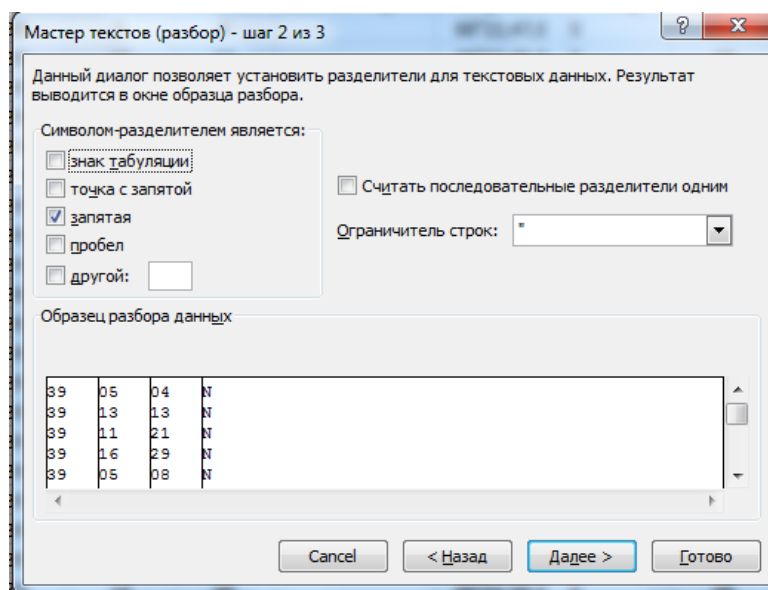 Мастер текстов (разбор) - шаг 2 из 3
Данный диалог позволяет установить разделители для текстовых данных. Результат
выводится в окне образца разбора.
Символом-разделителем является:
знак табуляции
точка с запятой
запятая
пробел
другой:
Считать последовательные разделители одним
Ограничитель строк: "
Образец разбора данных
39 05 04 N
39 13 13 N
39 11 21 N
39 16 29 N
39 05 08 N
Cancel < Назад Далее > Готово